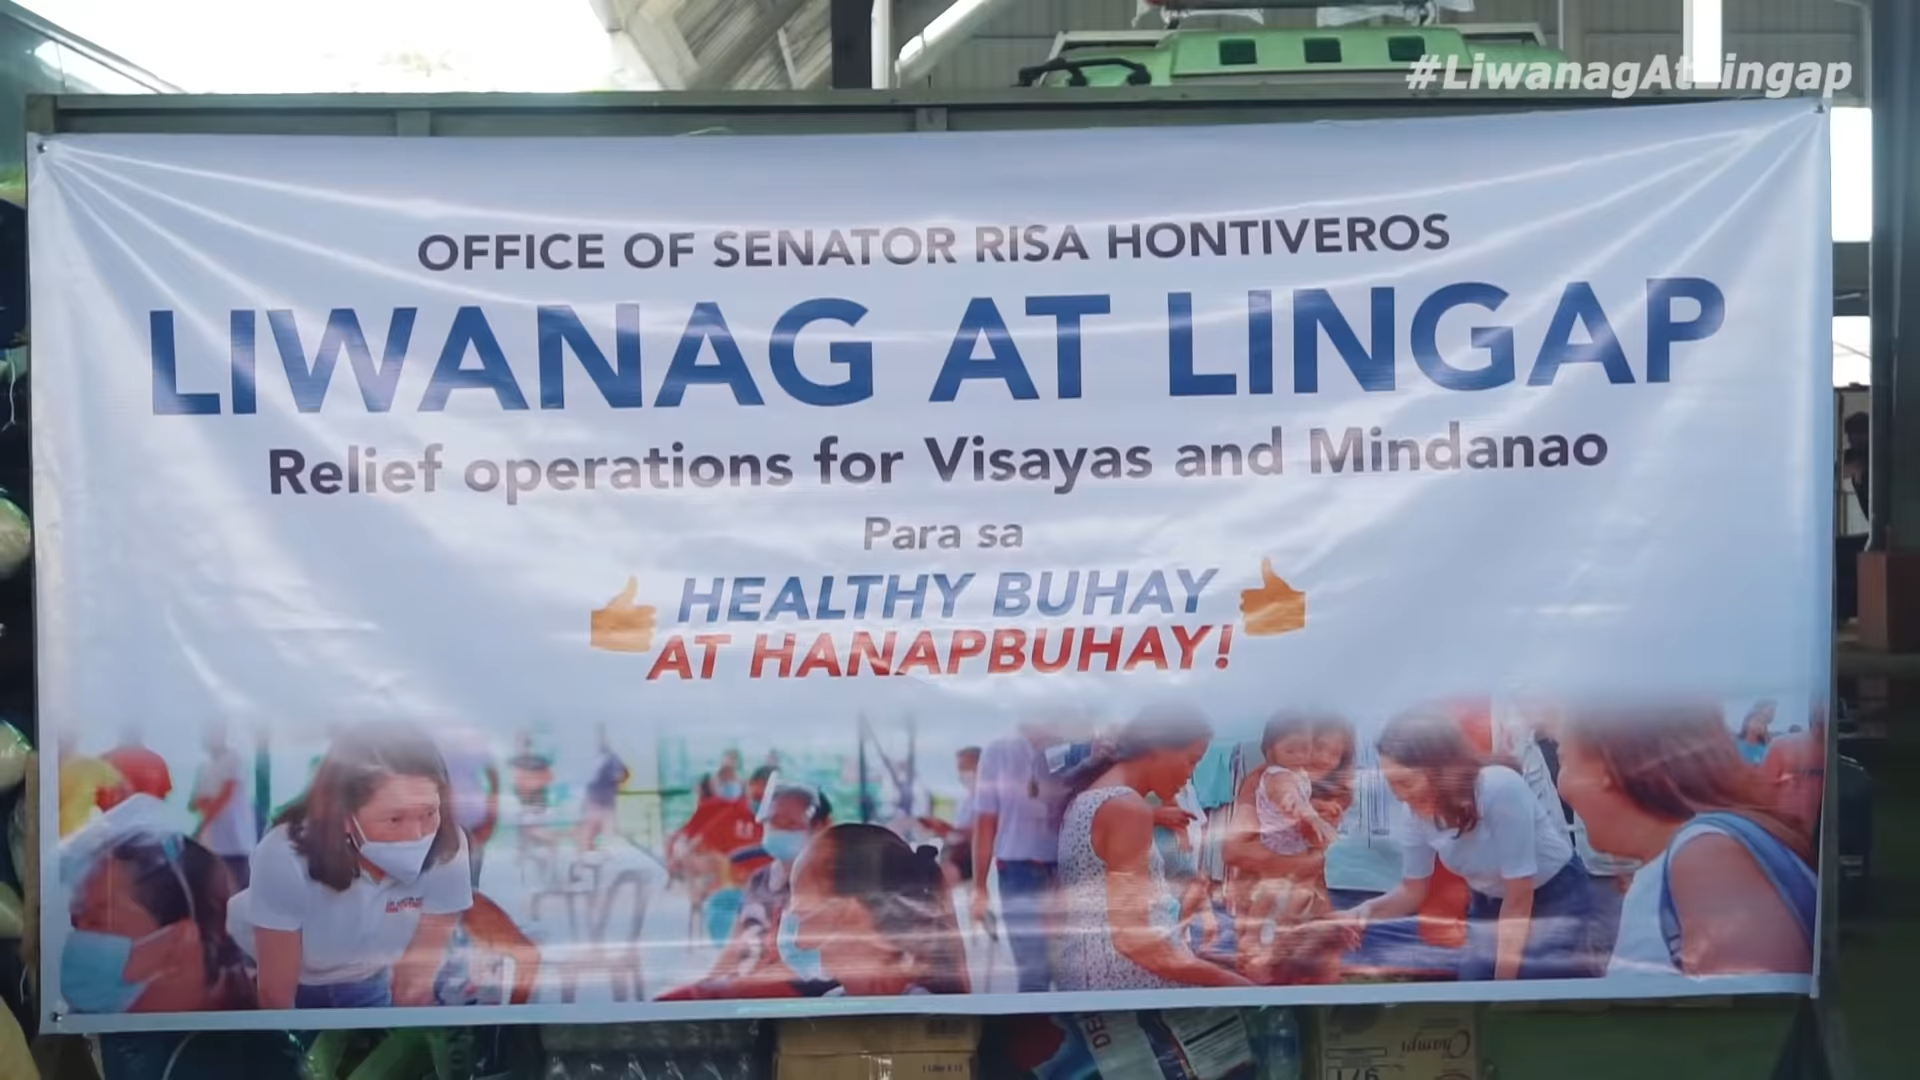 #LiwanagAtLingap
OFFICE OF SENATOR RISA HONTIVEROS
LIWANAG AT LINGAP
Relief operations for Visayas and Mindanao
Para sa
HEALTHY BUHAY
AT HANAPBUHAY!